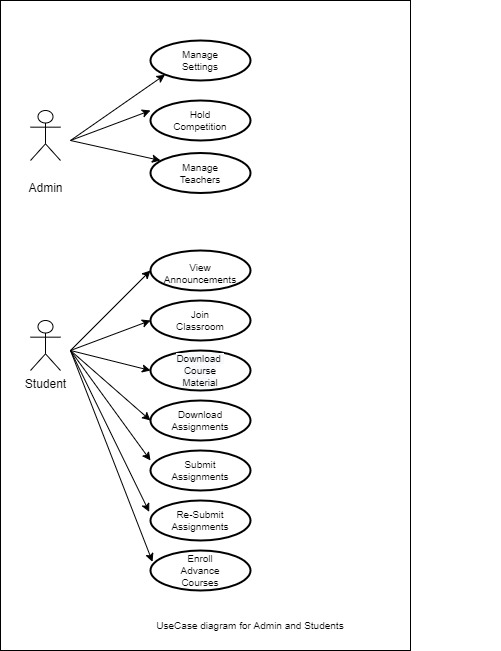 Manage
Settings
Hold
Competition
Manage
Teachers
Admin
View
Announcements
Join
Classroom
Download
Course
Material
Student
Download
Assignments
Submit
Assignments
Re-Submit
Assignments
Enroll
Advance
Courses
UseCase diagram for Admin and Students